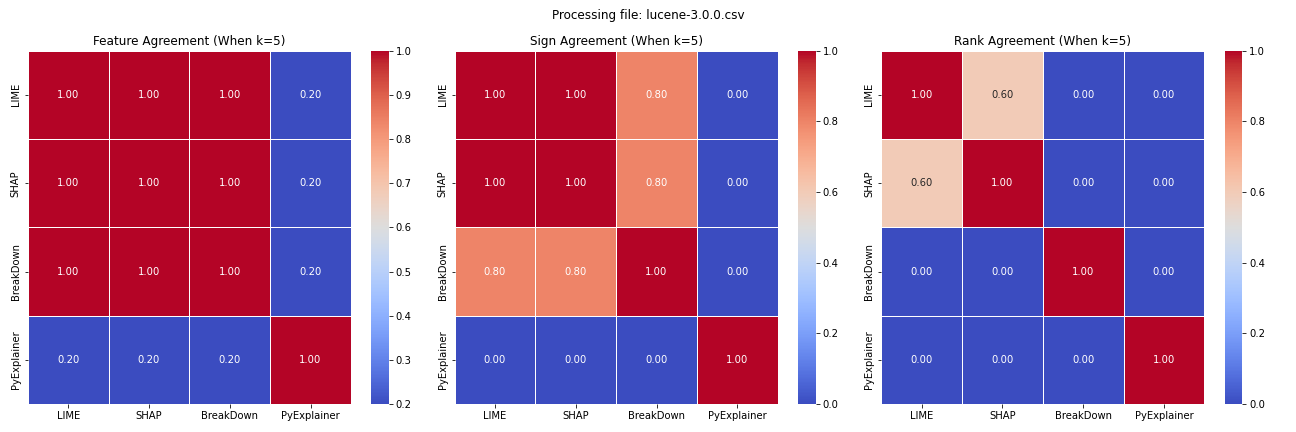 Processing file: lucene-3.0.0.csv
Feature Agreement (When k=5)
LIME 1.00 1.00 1.00 0.20
SHAP 1.00 1.00 1.00 0.20
BreakDown 1.00 1.00 1.00 0.20
PyExplainer 0.20 0.20 0.20 1.00
LIME SHAP BreakDown PyExplainer
1.0
0.9
0.8
0.7
0.6
0.5
0.4
0.3
0.2
Sign Agreement (When k=5)
LIME 1.00 1.00 0.80 0.00
SHAP 1.00 1.00 0.80 0.00
BreakDown 0.80 0.80 1.00 0.00
PyExplainer 0.00 0.00 0.00 1.00
LIME SHAP BreakDown PyExplainer
1.0
0.8
0.6
0.4
0.2
0.0
Rank Agreement (When k=5)
LIME 1.00 0.60 0.00 0.00
SHAP 0.60 1.00 0.00 0.00
BreakDown 0.00 0.00 1.00 0.00
PyExplainer 0.00 0.00 0.00 1.00
LIME SHAP BreakDown PyExplainer
1.0
0.8
0.6
0.4
0.2
0.0